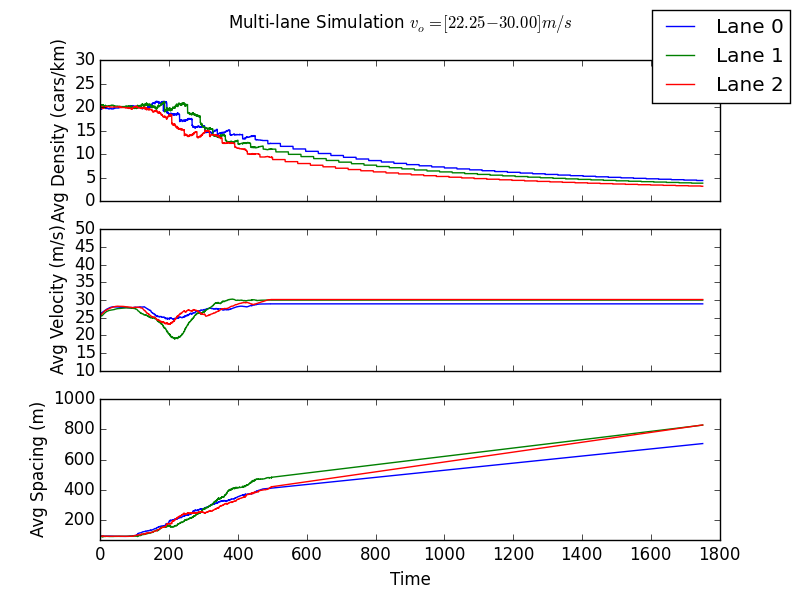 Multi-lane Simulation v_o =[22.25−30.00]m/s
Lane 0
Lane 1
Lane 2
Avg Density (cars/km)
30
25
20
15
10
5
0
Avg Velocity (m/s)
50
45
40
35
30
25
20
15
10
Avg Spacing (m)
1000
800
600
400
200
0 200 400 600 800 1000 1200 1400 1600 1800
Time